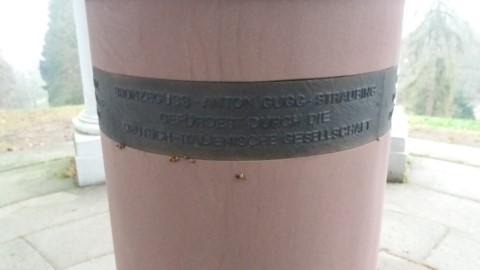 BRONZEGUSS - ANTON GUGG - STRAUBING
GEFÖRDERT DURCH DIE
DEUTSCH-ITALIENISCHE GESELLSCHAFT